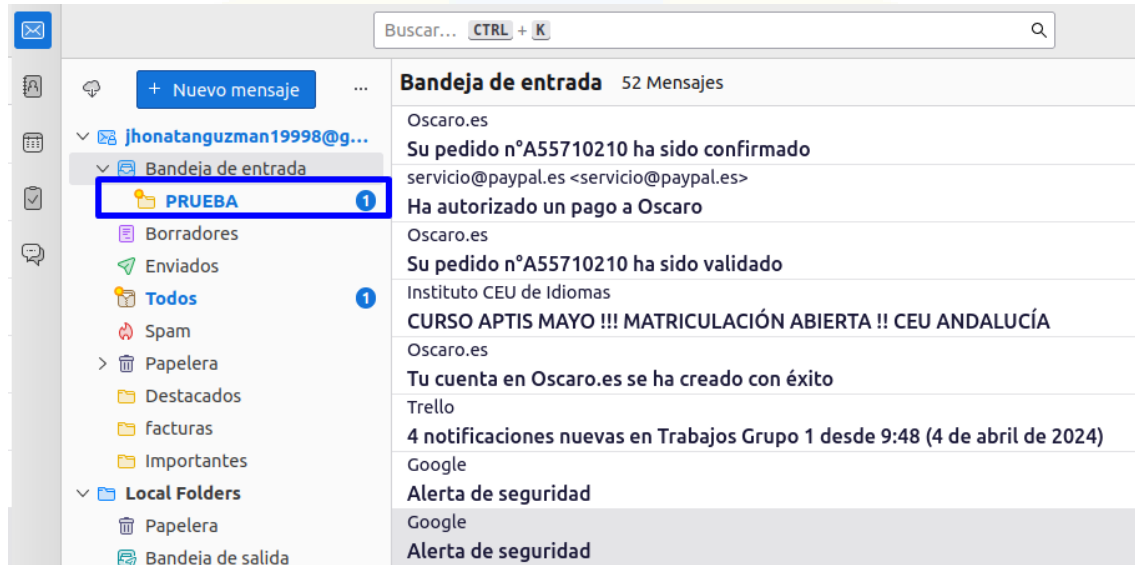 Buscar... CTRL + K
+ Nuevo mensaje ...
jhonatanguzman19998@g...
Bandeja de entrada
PRUEBA 1
Borradores
Enviados
Todos 1
Spam
Papelera
Destacados
facturas
Importantes
Local Folders
Papelera
Bandeja de salida
Bandeja de entrada 52 Mensajes
Oscaro.es
Su pedido n°A55710210 ha sido confirmado
servicio@paypal.es <servicio@paypal.es>
Ha autorizado un pago a Oscaro
Oscaro.es
Su pedido n°A55710210 ha sido validado
Instituto CEU de Idiomas
CURSO APTIS MAYO !!! MATRICULACIÓN ABIERTA !! CEU ANDALUCÍA
Oscaro.es
Tu cuenta en Oscaro.es se ha creado con éxito
Trello
4 notificaciones nuevas en Trabajos Grupo 1 desde 9:48 (4 de abril de 2024)
Google
Alerta de seguridad
Google
Alerta de seguridad